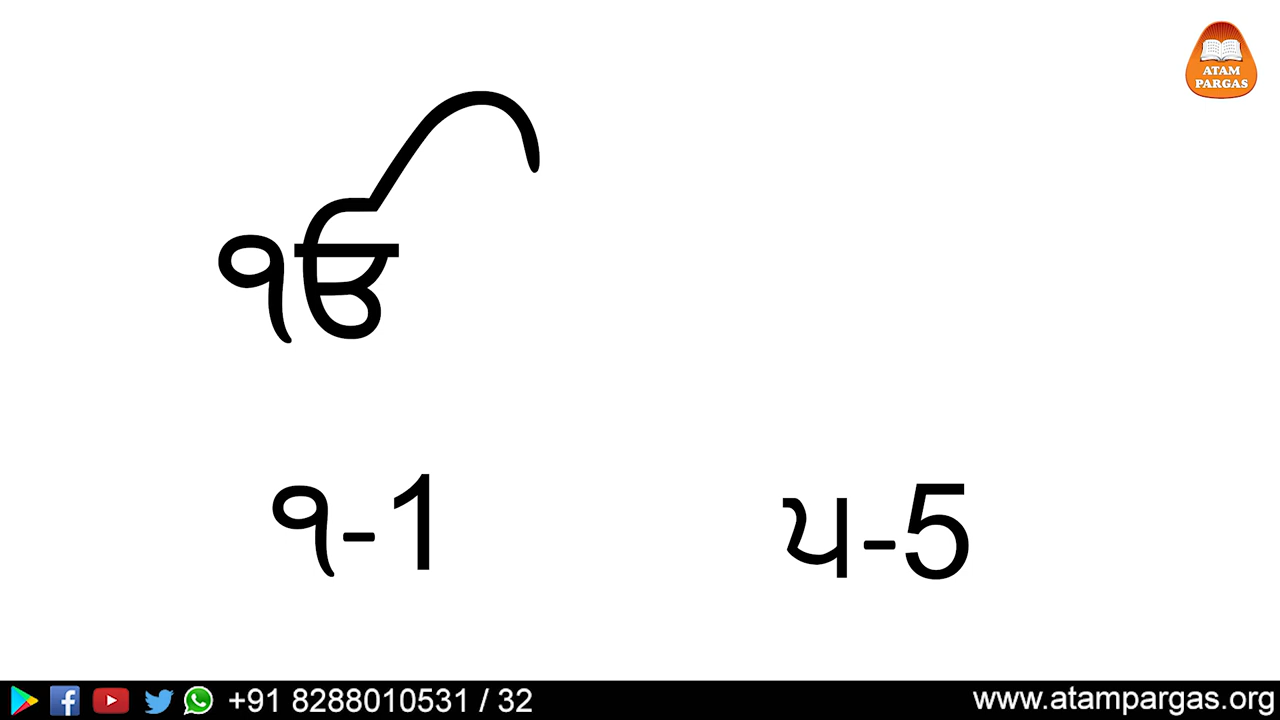 ATAM
PARGAS
ੴ
੧-1
੫-5
+91 8288010531 / 32
www.atampargas.org